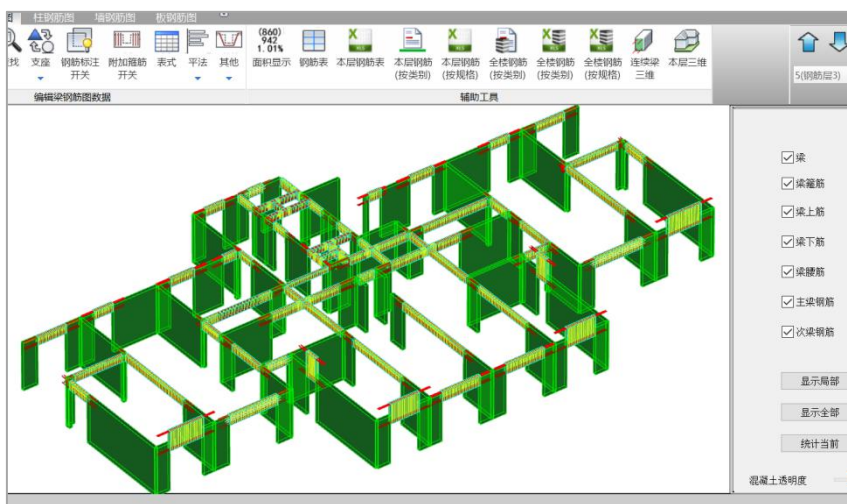 图 柱钢筋图 墙钢筋图 板钢筋图
(860)
942
1.01%
找 支座 钢筋标注 附加箍筋 表式 平法 其他 面积显示 钢筋表 本层钢筋表 本层钢筋 本层钢筋 全楼钢筋 全楼钢筋 全楼钢筋 连续梁 本层三维
开关 开关 (按类别) (按规格) (按类别) (按类别) (按规格) 三维
5(钢筋层3)
编辑梁钢筋图数据 辅助工具
梁
梁箍筋
梁上筋
梁下筋
梁腰筋
主梁钢筋
次梁钢筋
显示局部
显示全部
统计当前
混凝土透明度